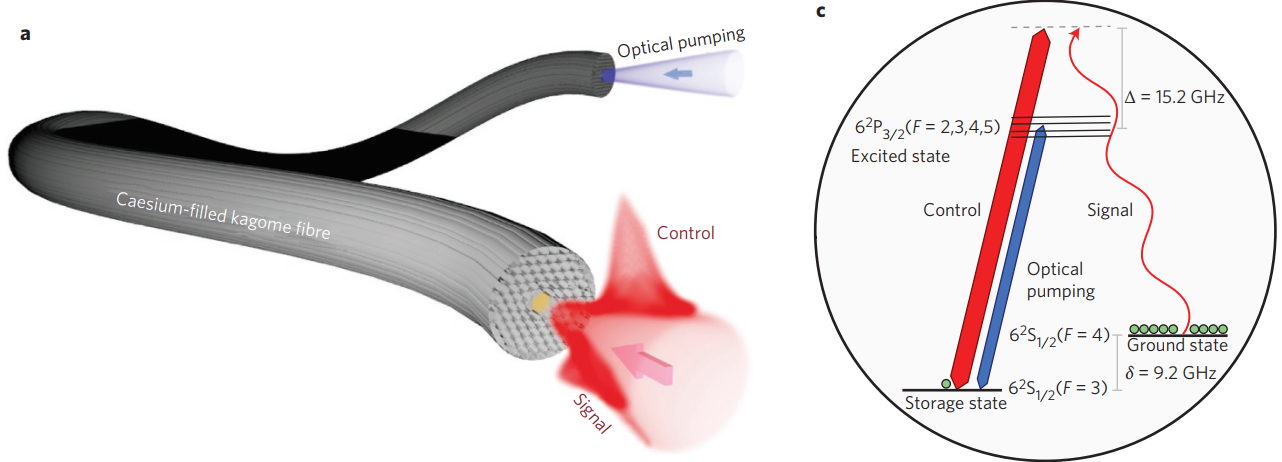 a
Optical pumping
Caesium-filled kagome fibre
Control
Signal
c
Δ = 15.2 GHz
6²P₃/₂(F = 2,3,4,5)
Excited state
Control
Signal
Optical
pumping
6²S₁/₂(F = 4)
Ground state
δ = 9.2 GHz
6²S₁/₂(F = 3)
Storage state